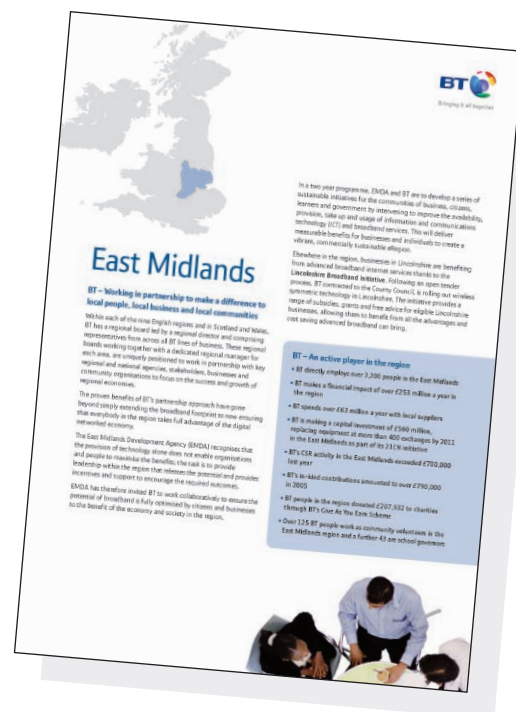 BT
Bringing it all together
East Midlands
BT – Working in partnership to make a difference to
local people, local business and local communities
Within each of the nine English regions and in Scotland and Wales,
BT has a regional board led by a regional director and comprising
representatives from across all BT lines of business. These regional
boards working together with a dedicated regional manager for
each area, are uniquely positioned to work in partnership with key
regional and national agencies, stakeholders, businesses and
community organisations to focus on the success and growth of
regional economies.
The proven benefits of BT's partnership approach have gone
beyond simply extending the broadband footprint to now ensuring
that everybody in the region takes full advantage of the digital
networked economy.
The East Midlands Development Agency (EMDA) recognises that
the provision of technology alone does not enable organisations
and people to maximise the benefits; the task is to provide
leadership within the region that releases the potential and provides
incentives and support to encourage the required outcomes.
EMDA has therefore invited BT to work collaboratively to ensure the
potential of broadband is fully optimised by citizens and businesses
to the benefit of the economy and society in the region.
In a two year programme, EMDA and BT are to develop a series of
sustainable initiatives for the communities of business, citizens,
learners and government by intervening to improve the availability,
provision, take up and usage of information and communications
technology (ICT) and broadband services. This will deliver
measurable benefits for businesses and individuals to create a
vibrant, commercially sustainable eRegion.
Elsewhere in the region, businesses in Lincolnshire are benefiting
from advanced broadband internet services thanks to the
Lincolnshire Broadband Initiative. Following an open tender
process, BT contracted to the County Council, is rolling out wireless
symmetric technology in Lincolnshire. The initiative provides a
range of subsidies, grants and free advice for eligible Lincolnshire
businesses, allowing them to benefit from all the advantages and
cost saving advanced broadband can bring.
BT – An active player in the region
• BT directly employs over 3,200 people in the East Midlands
• BT makes a financial impact of over £253 million a year in
the region
• BT spends over £63 million a year with local suppliers
• BT is making a capital investment of £560 million,
replacing equipment at more than 400 exchanges by 2011
in the East Midlands as part of its 21CN initiative
• BT's CSR activity in the East Midlands exceeded £700,000
last year
• BT's in-kind contributions amounted to over £790,000
in 2005
• BT people in the region donated £207,932 to charities
through BT's Give As You Earn Scheme
• Over 125 BT people work as community volunteers in the
East Midlands region and a further 43 are school governors